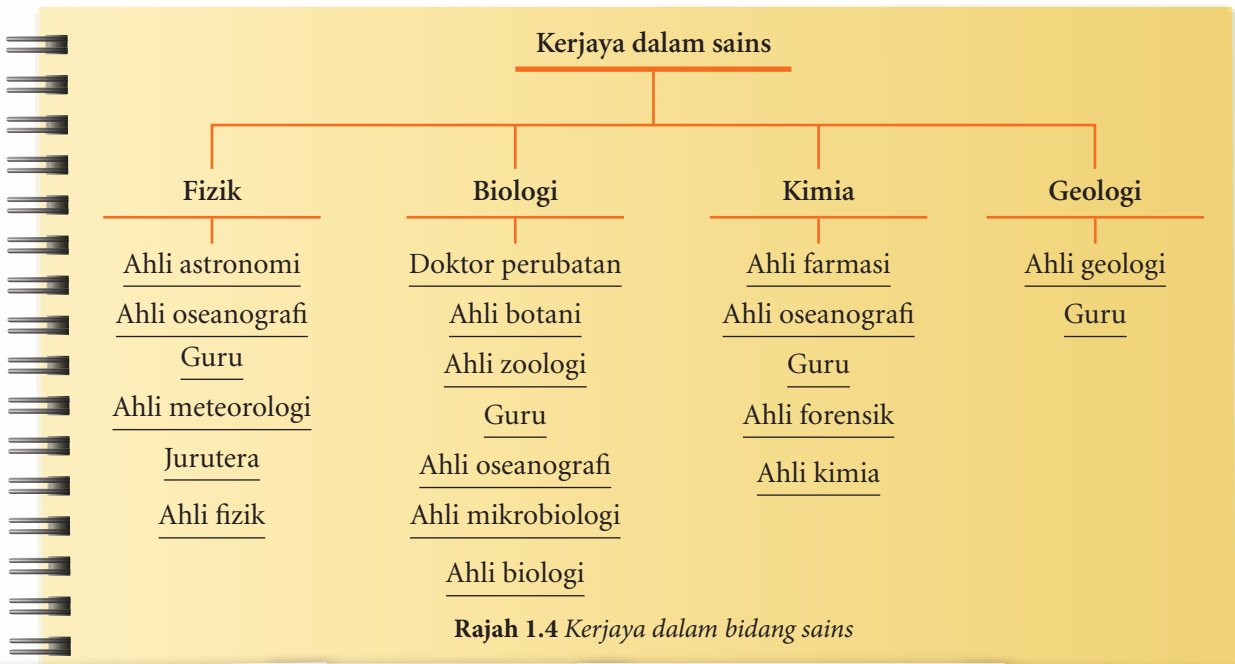 Kerjaya dalam sains
Fizik
Ahli astronomi
Ahli oseanografi
Guru
Ahli meteorologi
Jurutera
Ahli fizik
Biologi
Doktor perubatan
Ahli botani
Ahli zoologi
Guru
Ahli oseanografi
Ahli mikrobiologi
Ahli biologi
Kimia
Ahli farmasi
Ahli oseanografi
Guru
Ahli forensik
Ahli kimia
Geologi
Ahli geologi
Guru
Rajah 1.4 Kerjaya dalam bidang sains